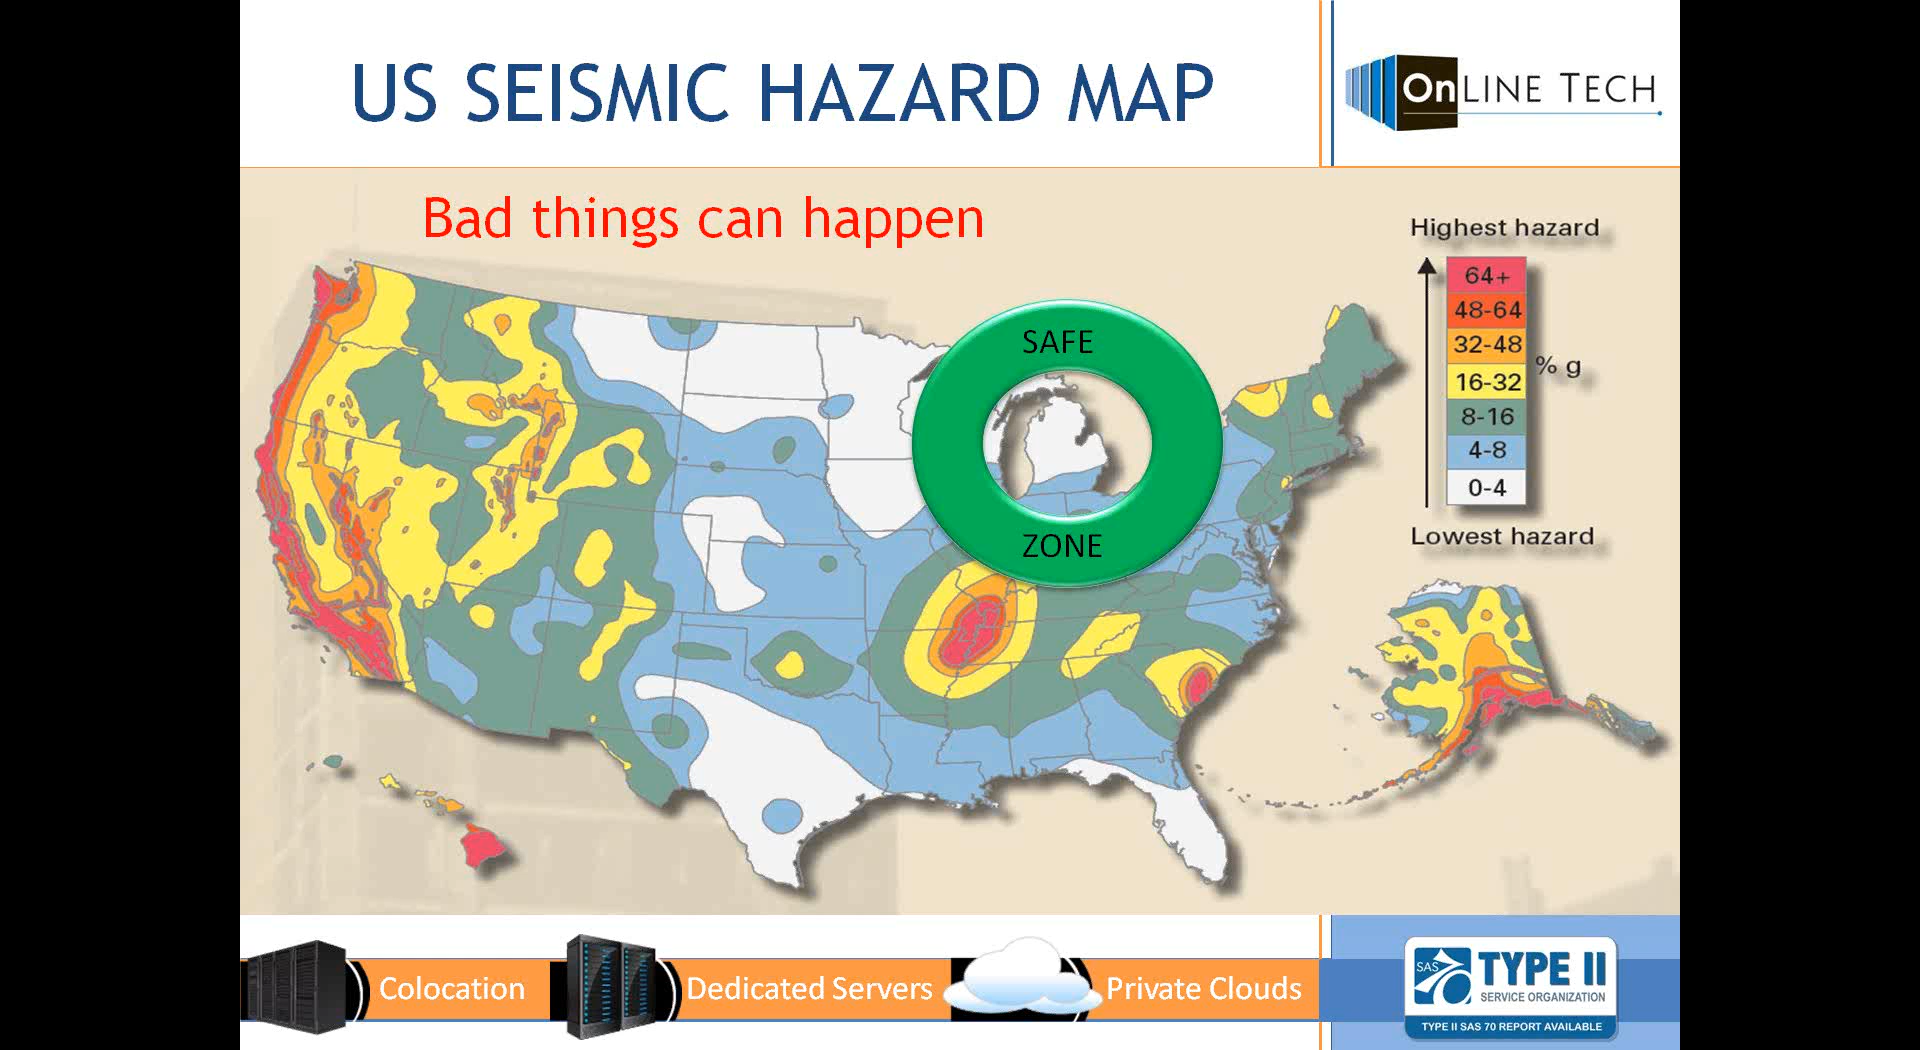 US SEISMIC HAZARD MAP
OnLINE TECH
Bad things can happen
Highest hazard
64+
48-64
32-48
16-32
8-16
4-8
0-4
% g
Lowest hazard
SAFE
ZONE
Colocation
Dedicated Servers
Private Clouds
SAS 70
TYPE II
SERVICE ORGANIZATION
TYPE II SAS 70 REPORT AVAILABLE